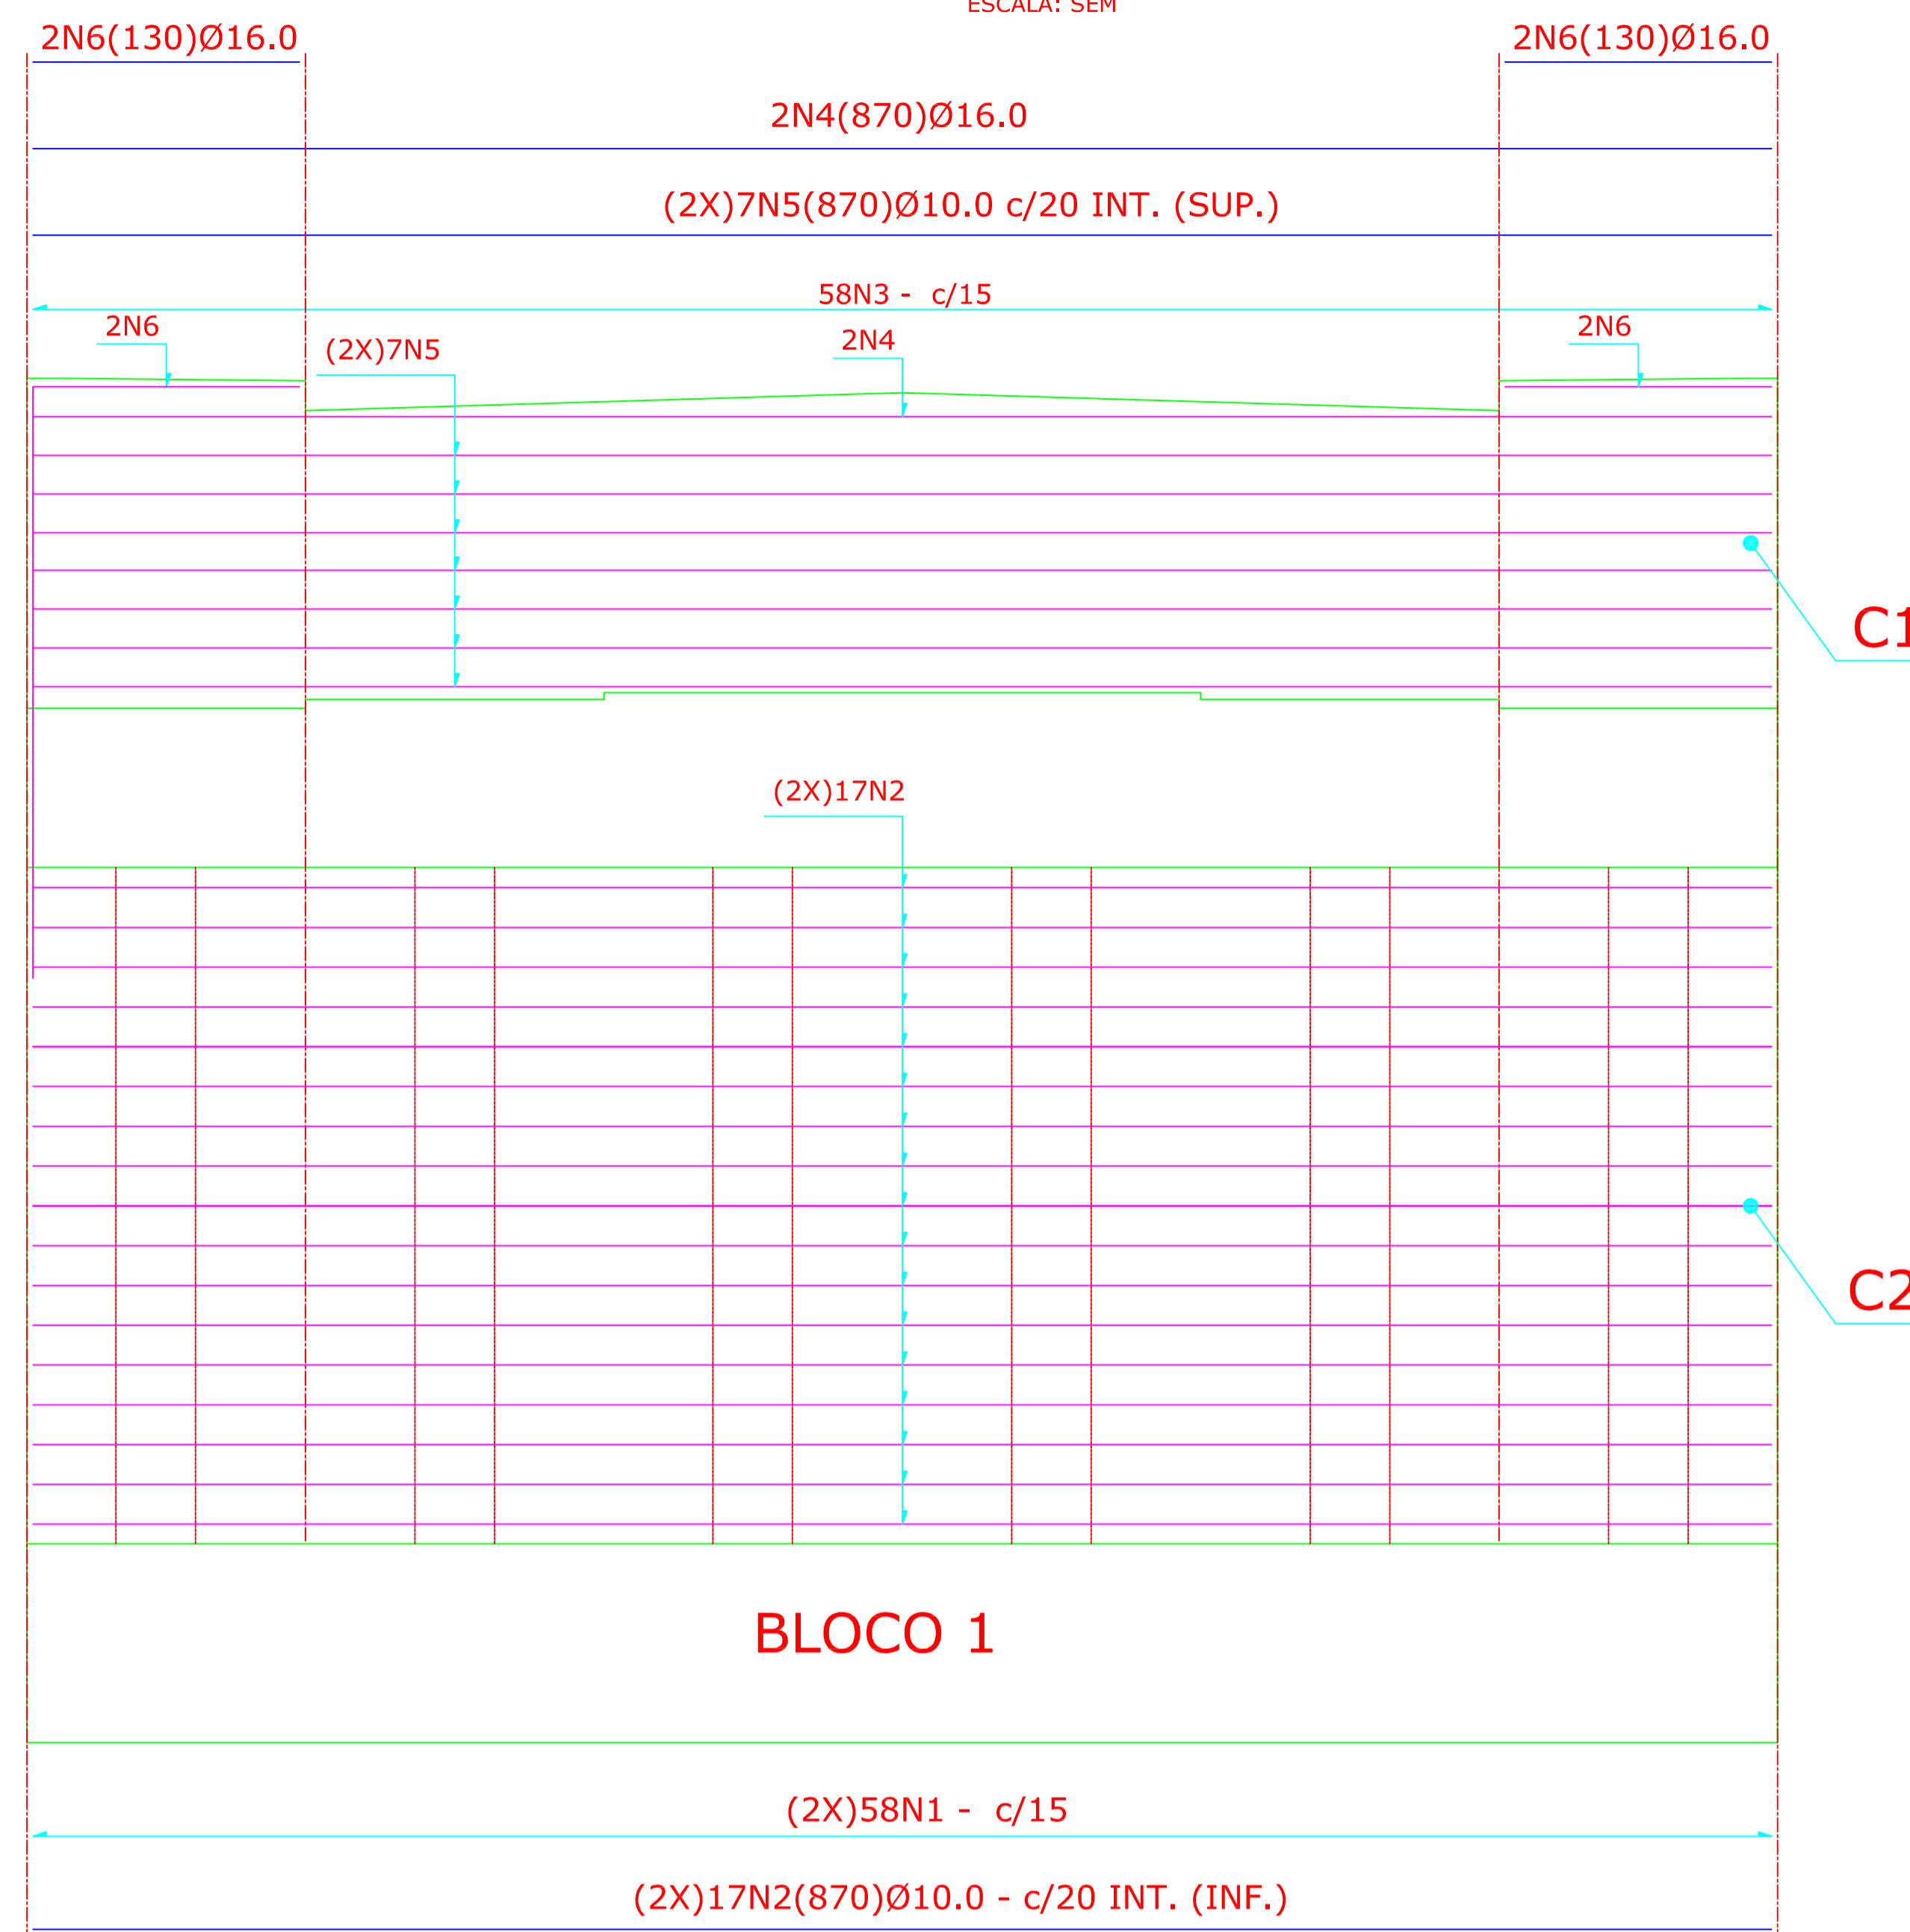 ESCALA: SEM
2N6(130)Ø16.0
2N6(130)Ø16.0
2N4(870)Ø16.0
(2X)7N5(870)Ø10.0 c/20 INT. (SUP.)
58N3 - c/15
2N6
(2X)7N5
2N4
2N6
C1
(2X)17N2
C2
BLOCO 1
(2X)58N1 - c/15
(2X)17N2(870)Ø10.0 - c/20 INT. (INF.)